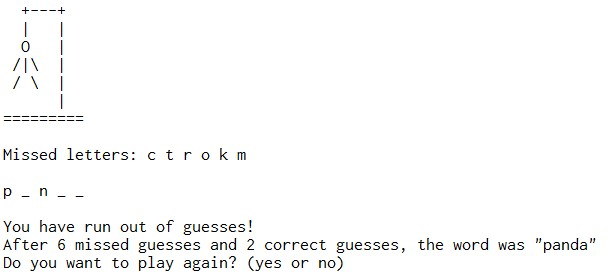 +---+
  |   |
  O   |
 /|\  |
 / \  |
      |
=========
Missed letters: c t r o k m
p _ n _ _
You have run out of guesses!
After 6 missed guesses and 2 correct guesses, the word was "panda"
Do you want to play again? (yes or no)